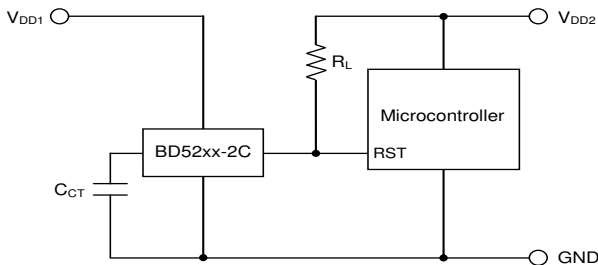 VDD1
VDD2
RL
Microcontroller
BD52xx-2C
RST
CCT
GND